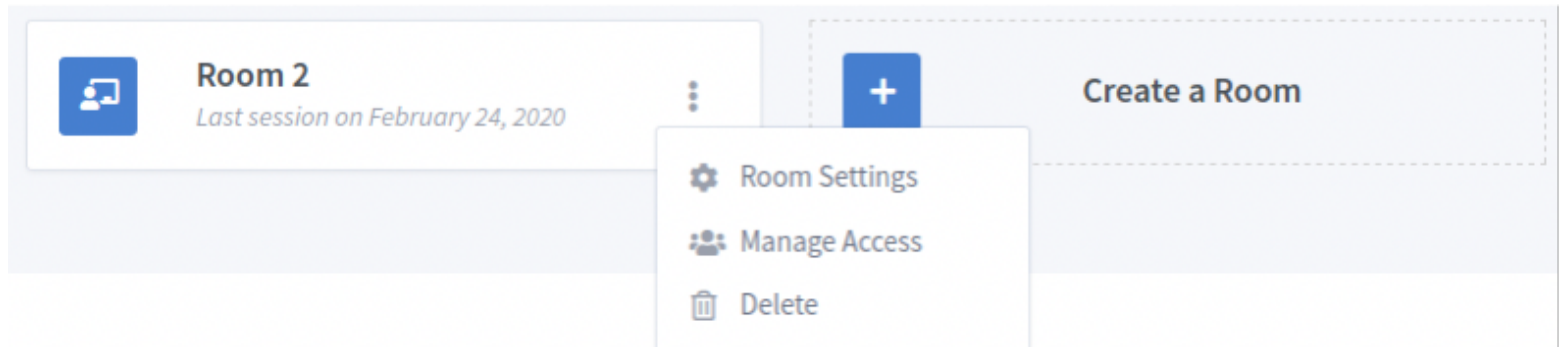 Room 2
Last session on February 24, 2020
Create a Room
Room Settings
Manage Access
Delete